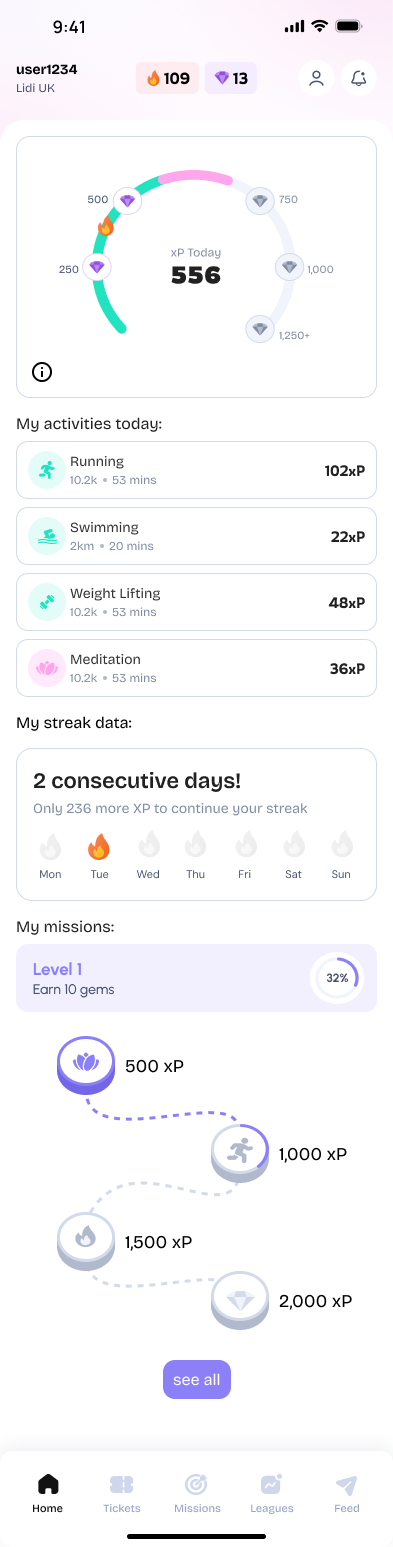 9:41
user1234
Lidi UK
109
13
500
750
xP Today
556
250
1,000
1,250+
My activities today:
Running
10.2k • 53 mins
102xP
Swimming
2km • 20 mins
22xP
Weight Lifting
10.2k • 53 mins
48xP
Meditation
10.2k • 53 mins
36xP
My streak data:
2 consecutive days!
Only 236 more XP to continue your streak
Mon Tue Wed Thu Fri Sat Sun
My missions:
Level 1
Earn 10 gems
32%
500 xP
1,000 xP
1,500 xP
2,000 xP
see all
Home Tickets Missions Leagues Feed